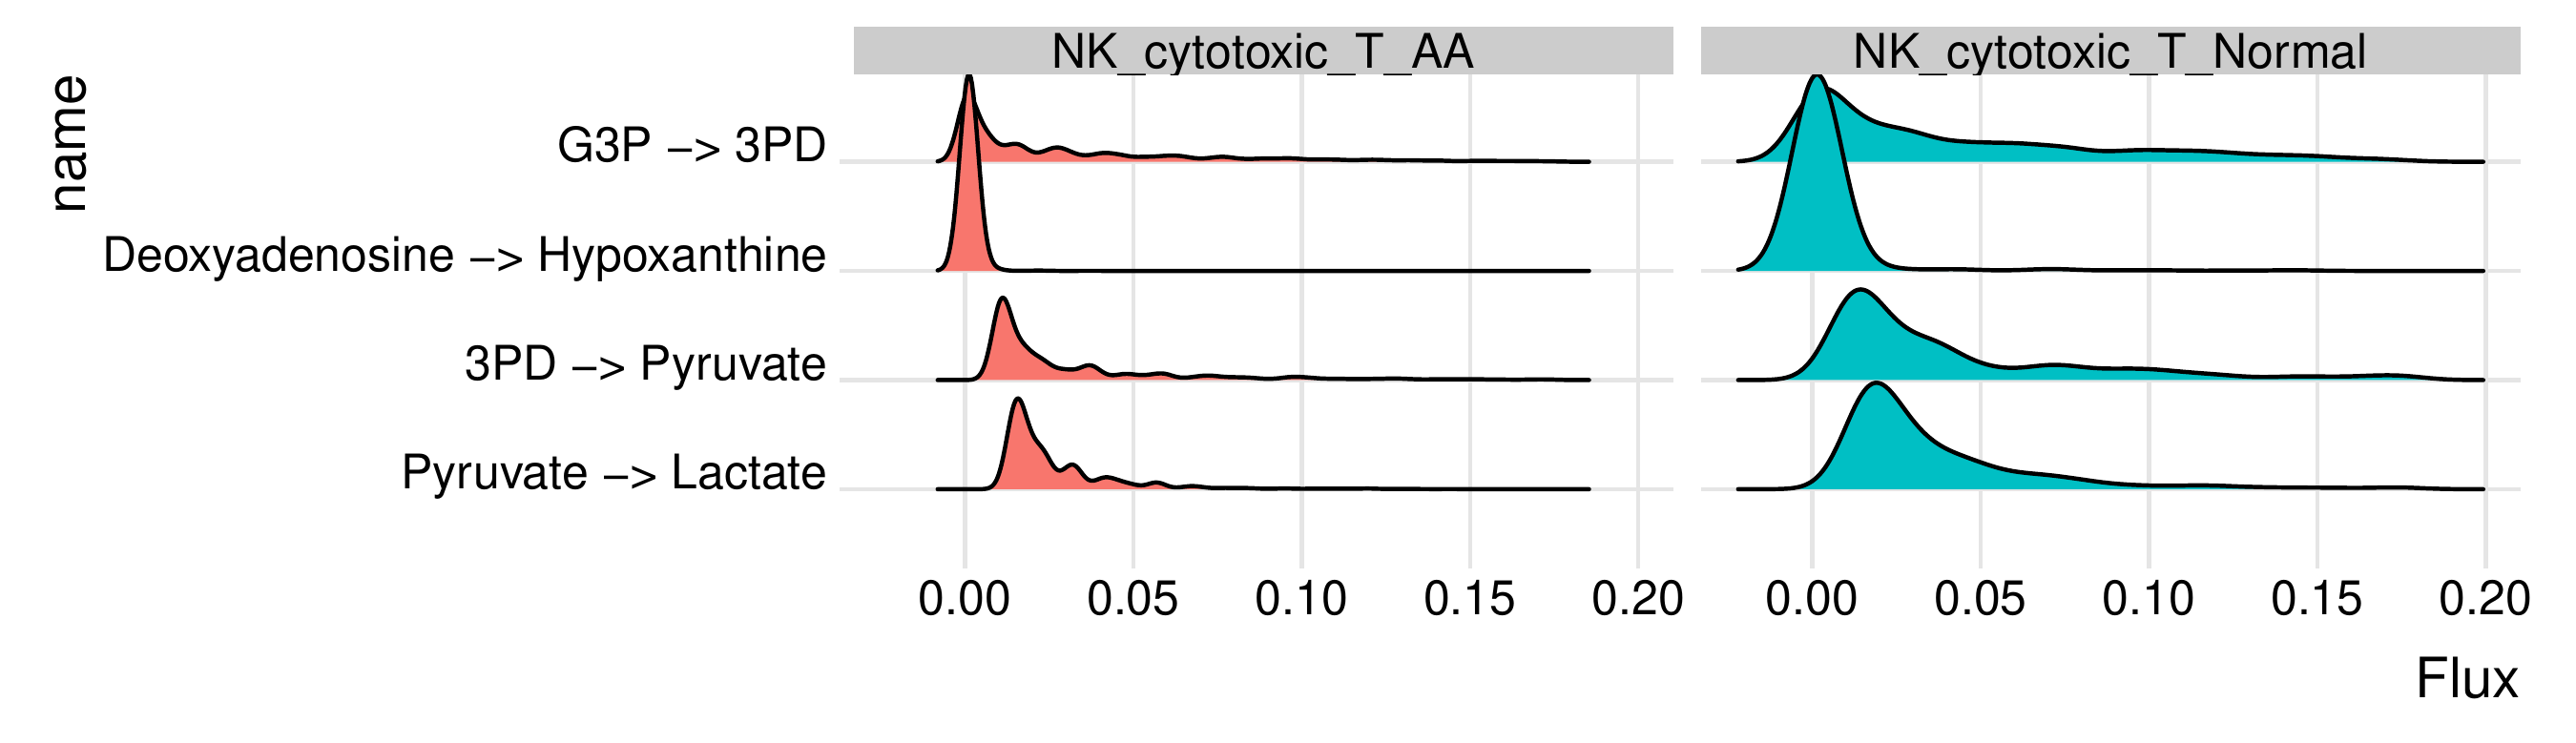 NK_cytotoxic_T_AA
NK_cytotoxic_T_Normal
name
G3P −> 3PD
Deoxyadenosine −> Hypoxanthine
3PD −> Pyruvate
Pyruvate −> Lactate
0.00 0.05 0.10 0.15 0.20
0.00 0.05 0.10 0.15 0.20
Flux